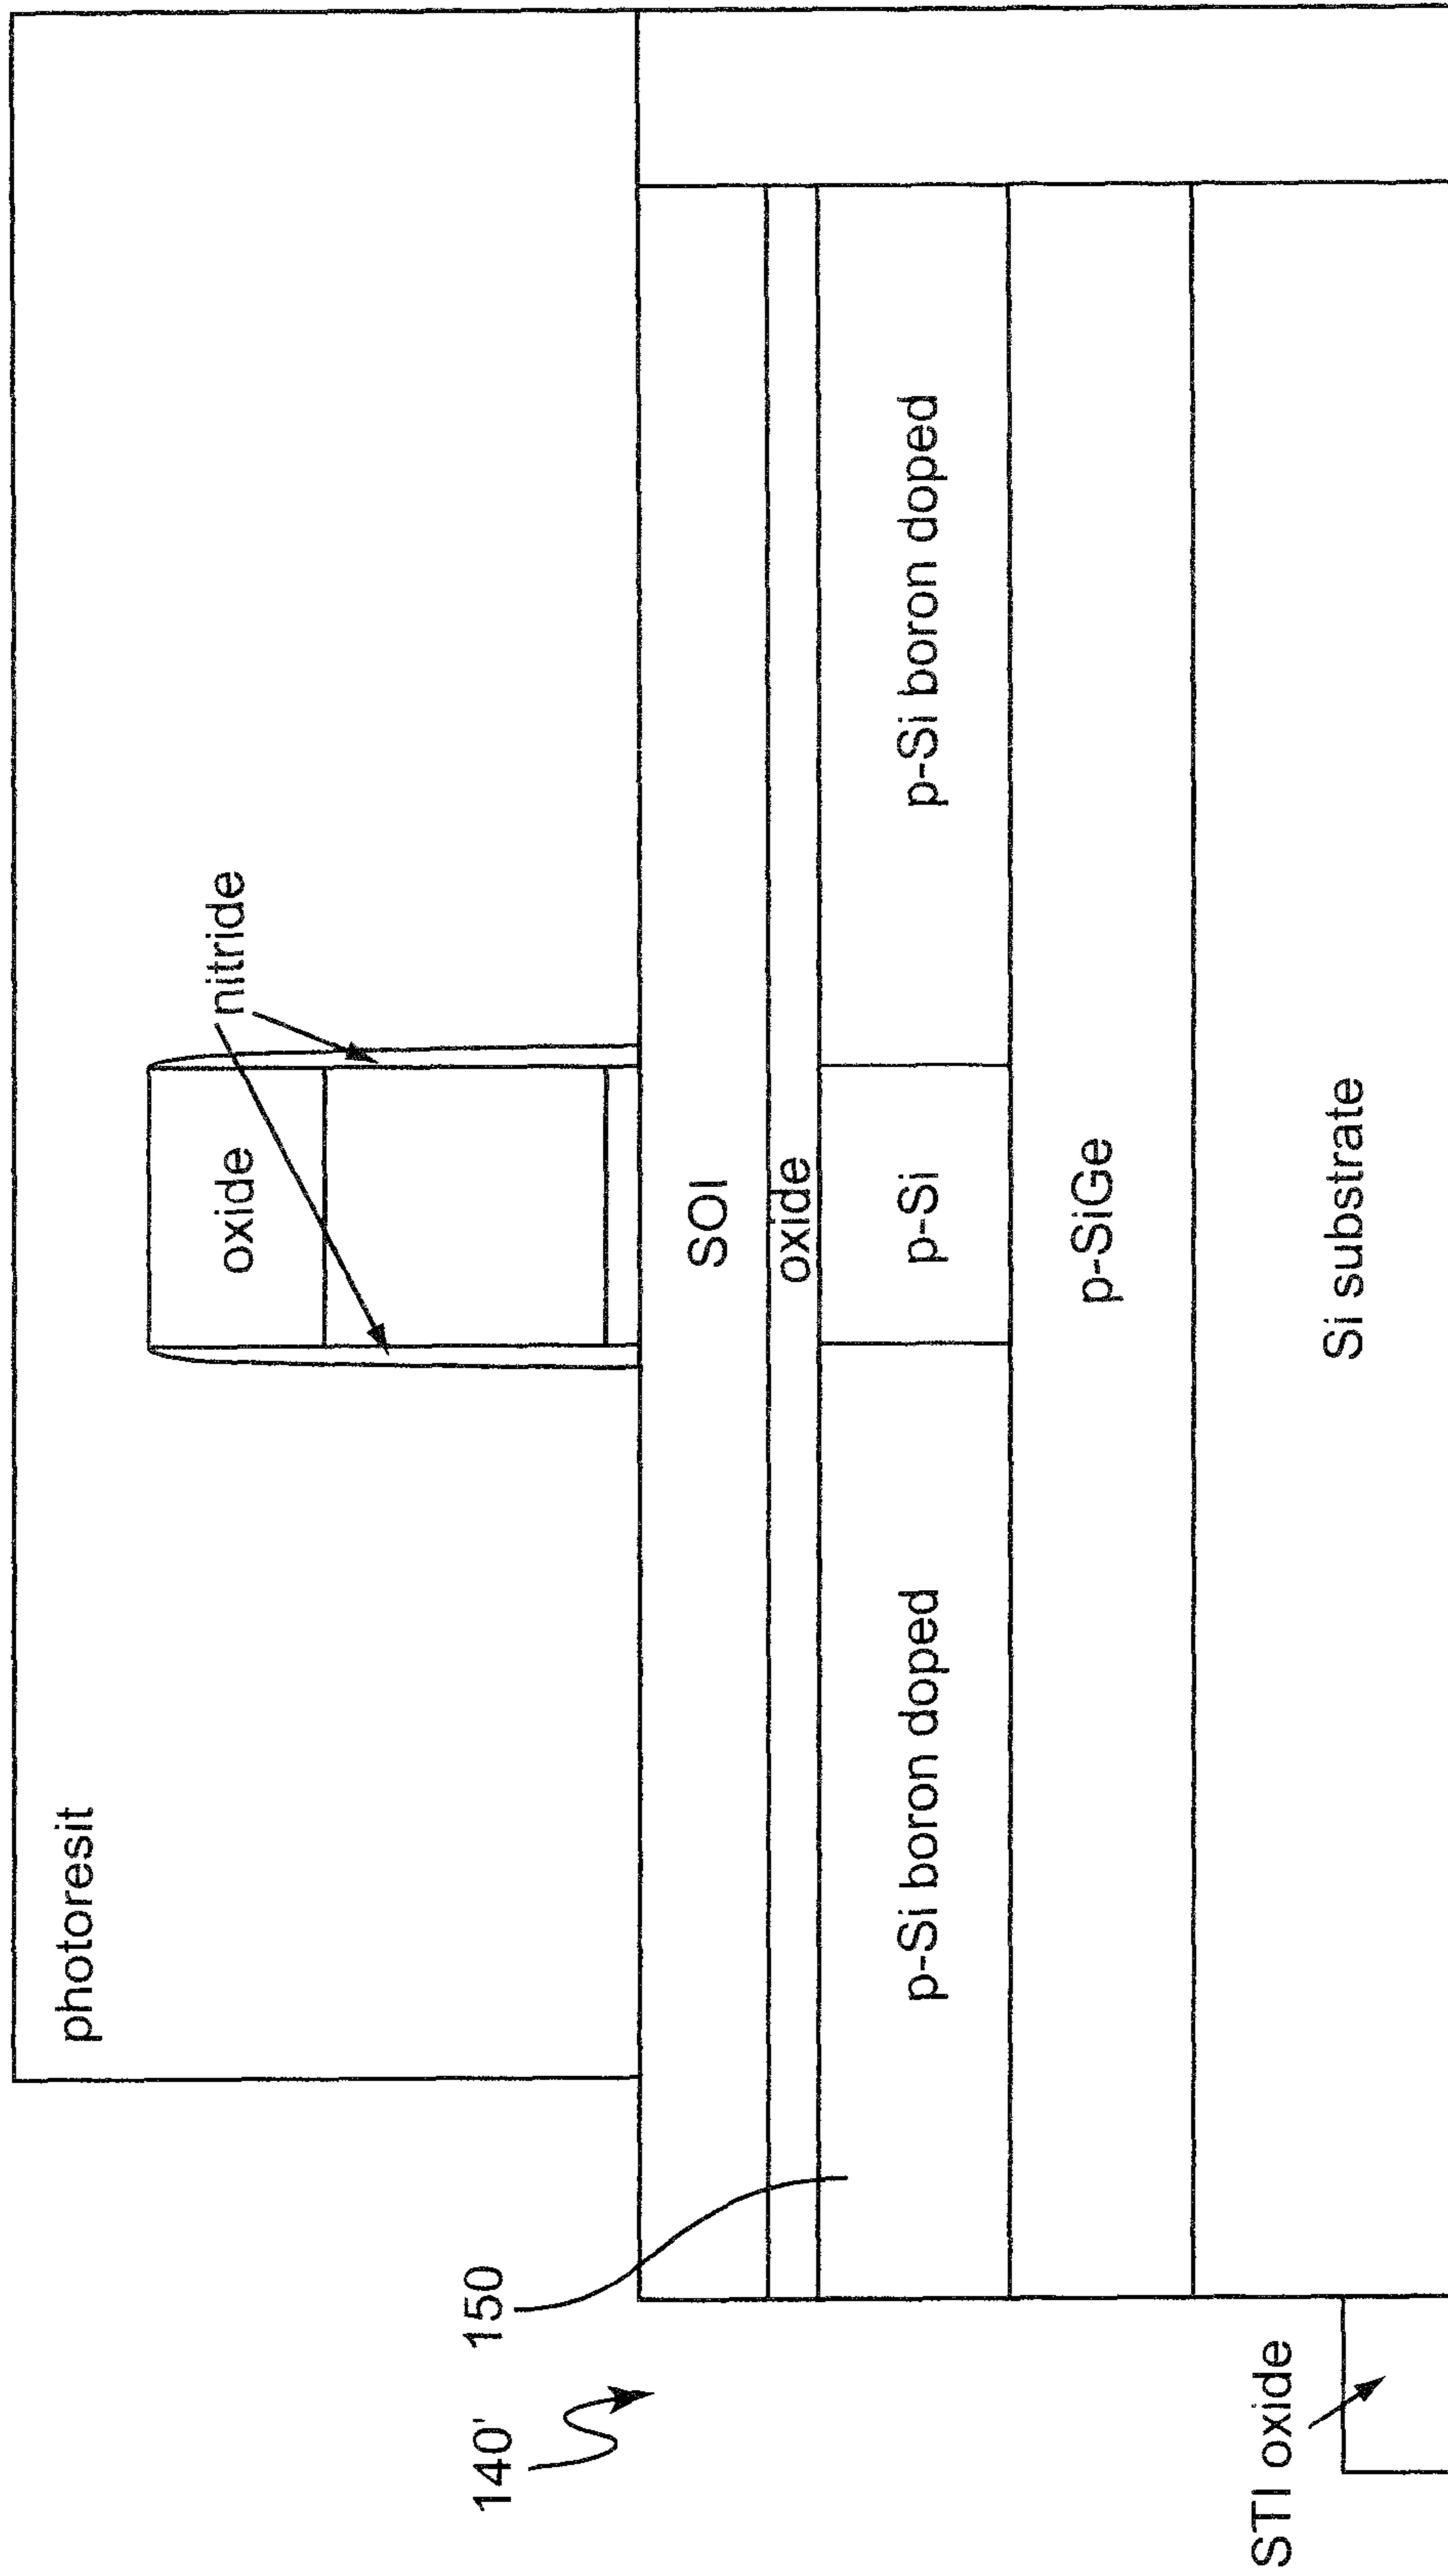 photoresit
nitride
oxide
SOI
oxide
p-Si boron doped
p-Si
p-Si boron doped
p-SiGe
Si substrate
150
140'
STI oxide